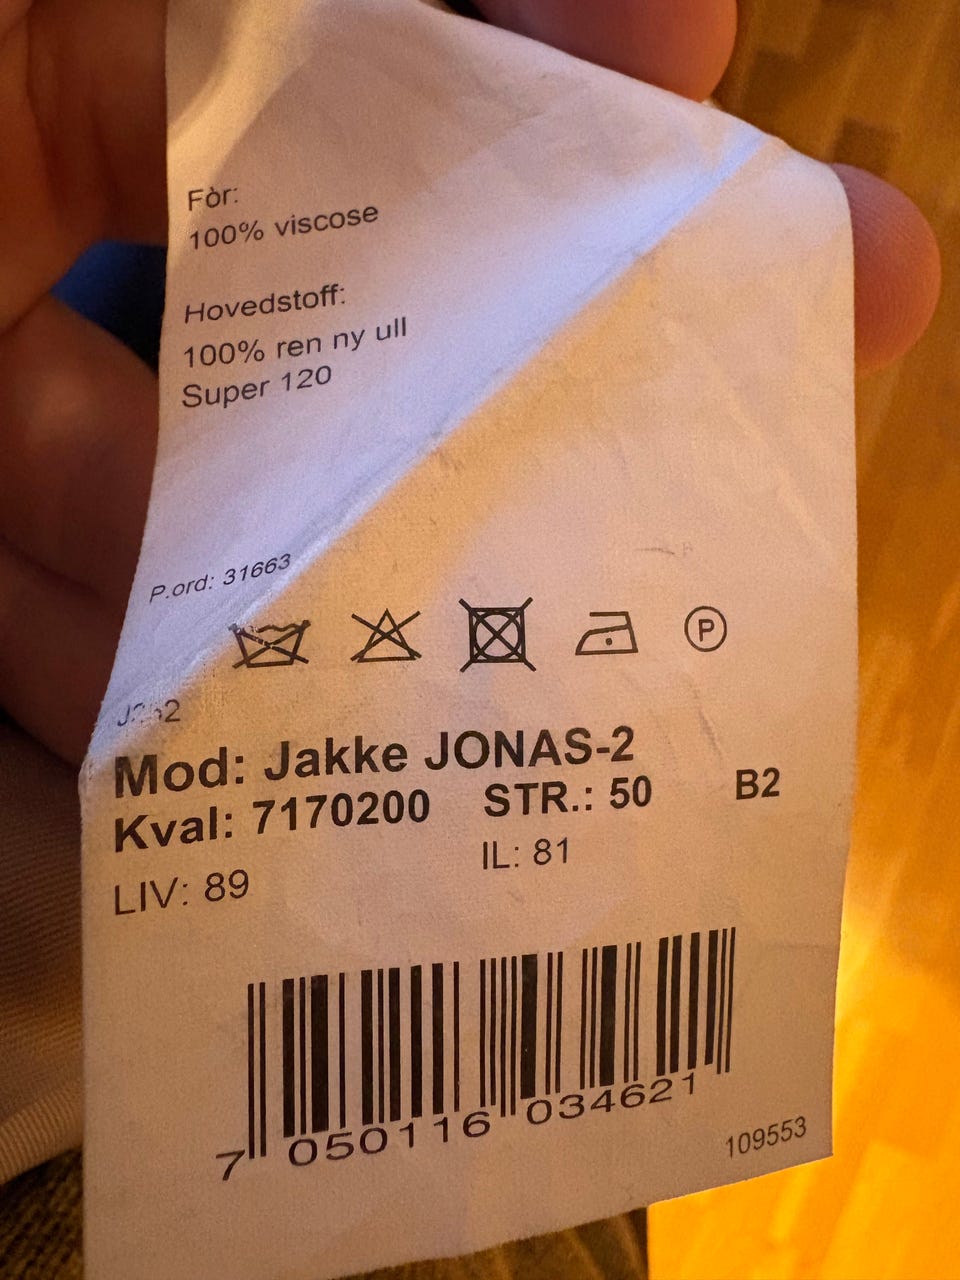 Fòr:
100% viscose
Hovedstoff:
100% ren ny ull
Super 120
P.ord: 31663
P
Mod: Jakke JONAS-2
Kval: 7170200 STR.: 50 B2
LIV: 89 IL: 81
7 050116 034621
109553